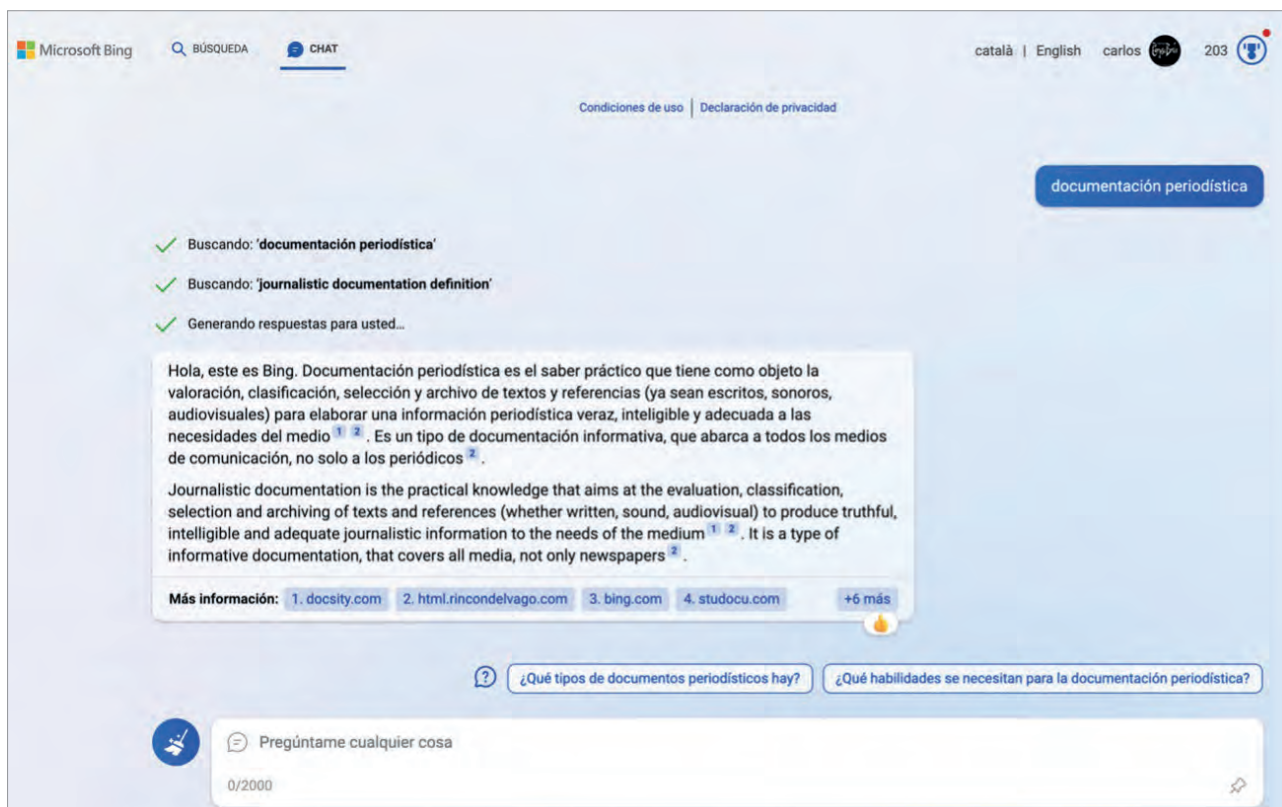 Microsoft Bing BÚSQUEDA CHAT català | English carlos 203
Condiciones de uso | Declaración de privacidad
documentación periodística
Buscando: 'documentación periodística'
Buscando: 'journalistic documentation definition'
Generando respuestas para usted...
Hola, este es Bing. Documentación periodística es el saber práctico que tiene como objeto la
valoración, clasificación, selección y archivo de textos y referencias (ya sean escritos, sonoros,
audiovisuales) para elaborar una información periodística veraz, inteligible y adecuada a las
necesidades del medio 1 2 . Es un tipo de documentación informativa, que abarca a todos los medios
de comunicación, no solo a los periódicos 2 .
Journalistic documentation is the practical knowledge that aims at the evaluation, classification,
selection and archiving of texts and references (whether written, sound, audiovisual) to produce truthful,
intelligible and adequate journalistic information to the needs of the medium 1 2 . It is a type of
informative documentation, that covers all media, not only newspapers 2 .
Más información: 1. docsity.com 2. html.rincondelvago.com 3. bing.com 4. studocu.com +6 más
¿Qué tipos de documentos periodísticos hay? ¿Qué habilidades se necesitan para la documentación periodística?
Pregúntame cualquier cosa
0/2000